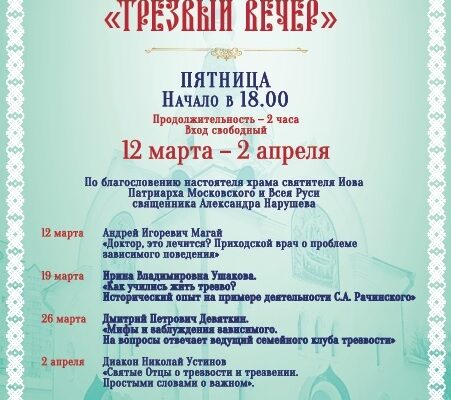 «ТРЕЗВЫЙ ВЕЧЕР»
ПЯТНИЦА
Начало в 18.00
Продолжительность – 2 часа
Вход свободный
12 марта – 2 апреля
По благословению настоятеля храма святителя Иова
Патриарха Московского и Всея Руси
священника Александра Нарушева
12 марта Андрей Игоревич Магай
«Доктор, это лечится? Приходской врач о проблеме
зависимого поведения»
19 марта Ирина Владимировна Ушакова.
«Как учились жить трезво?
Исторический опыт на примере деятельности С.А. Рачинского»
26 марта Дмитрий Петрович Девяткин.
«Мифы и заблуждения зависимого.
На вопросы отвечает ведущий семейного клуба трезвости»
2 апреля Диакон Николай Устинов
«Святые Отцы о трезвости и трезвении.
Простыми словами о важном».